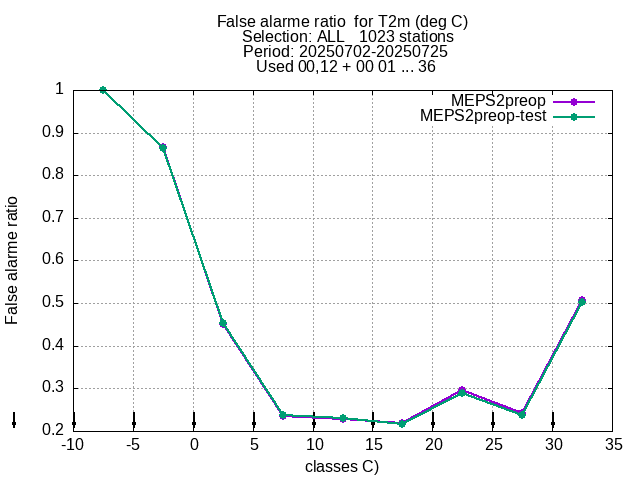 False alarme ratio  for T2m (deg C)
Selection: ALL   1023 stations
Period: 20250702-20250725
Used 00,12 + 00 01 ... 36
MEPS2preop
MEPS2preop-test
1
0.9
0.8
0.7
0.6
0.5
0.4
0.3
0.2
False alarme ratio
-10 -5 0 5 10 15 20 25 30 35
classes C)